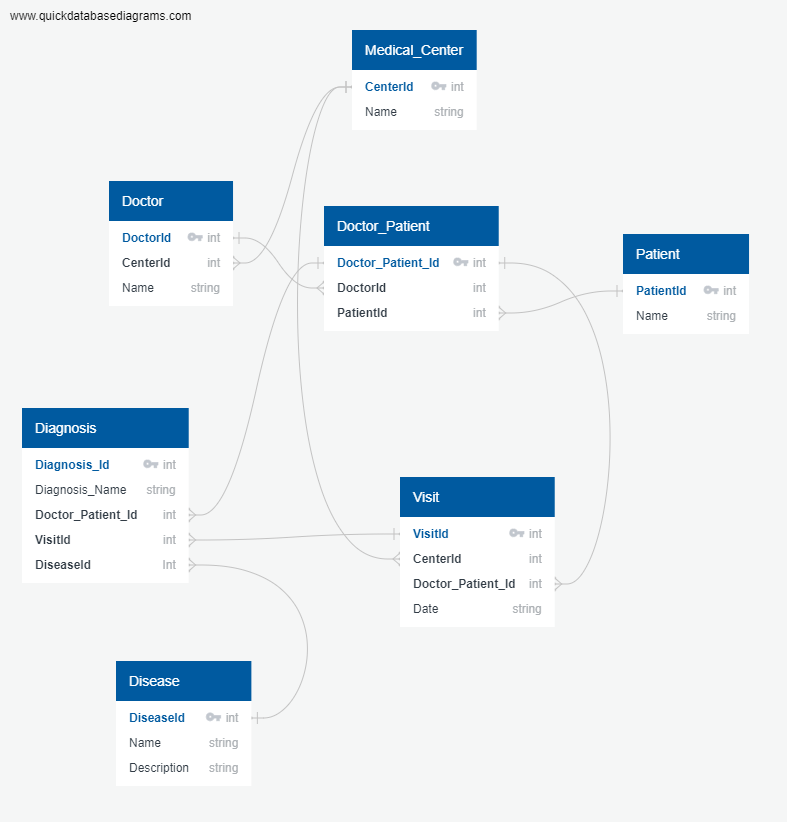 www.quickdatabasediagrams.com
Medical_Center
CenterId int
Name string
Doctor
DoctorId int
CenterId int
Name string
Doctor_Patient
Doctor_Patient_Id int
DoctorId int
PatientId int
Patient
PatientId int
Name string
Diagnosis
Diagnosis_Id int
Diagnosis_Name string
Doctor_Patient_Id int
VisitId int
DiseaseId Int
Visit
VisitId int
CenterId int
Doctor_Patient_Id int
Date string
Disease
DiseaseId int
Name string
Description string